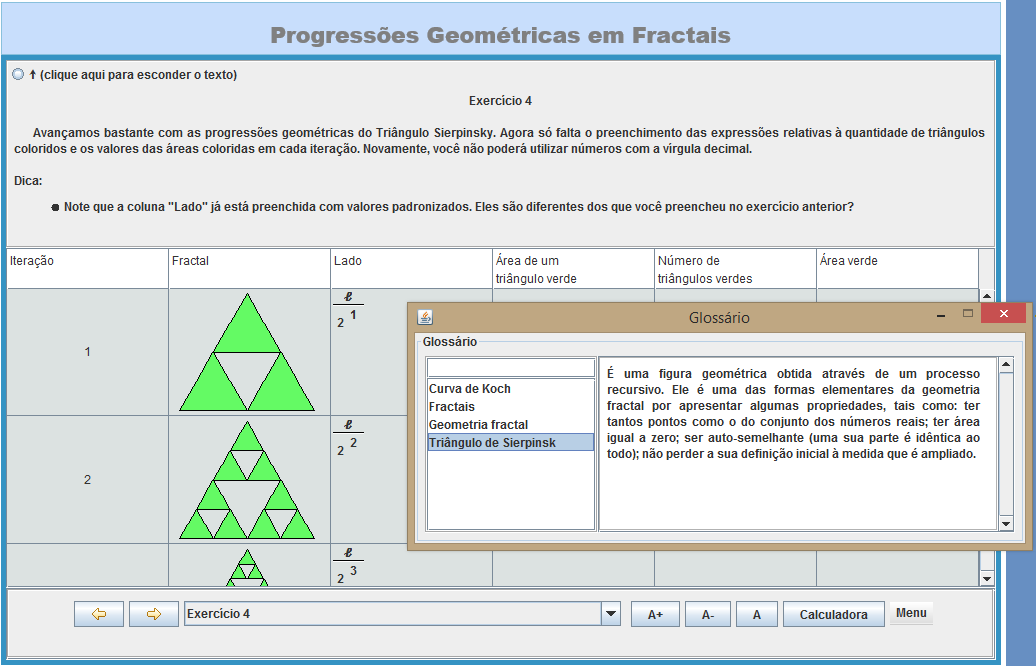 Progressões Geométricas em Fractais
(clique aqui para esconder o texto)
Exercício 4
Avançamos bastante com as progressões geométricas do Triângulo Sierpinsky. Agora só falta o preenchimento das expressões relativas à quantidade de triângulos
coloridos e os valores das áreas coloridas em cada iteração. Novamente, você não poderá utilizar números com a vírgula decimal.
Dica:
Note que a coluna "Lado" já está preenchida com valores padronizados. Eles são diferentes dos que você preencheu no exercício anterior?
Iteração
Fractal
Lado
Área de um
triângulo verde
Número de
triângulos verdes
Área verde
1
ℓ
2 1
2
ℓ
2 2
ℓ
2 3
Glossário
Glossário
Curva de Koch
Fractais
Geometria fractal
Triângulo de Sierpinsk
É uma figura geométrica obtida através de um processo
recursivo. Ele é uma das formas elementares da geometria
fractal por apresentar algumas propriedades, tais como: ter
tantos pontos como o do conjunto dos números reais; ter área
igual a zero; ser auto-semelhante (uma sua parte é idêntica ao
todo); não perder a sua definição inicial à medida que é ampliado.
Exercício 4
A+
A-
A
Calculadora
Menu